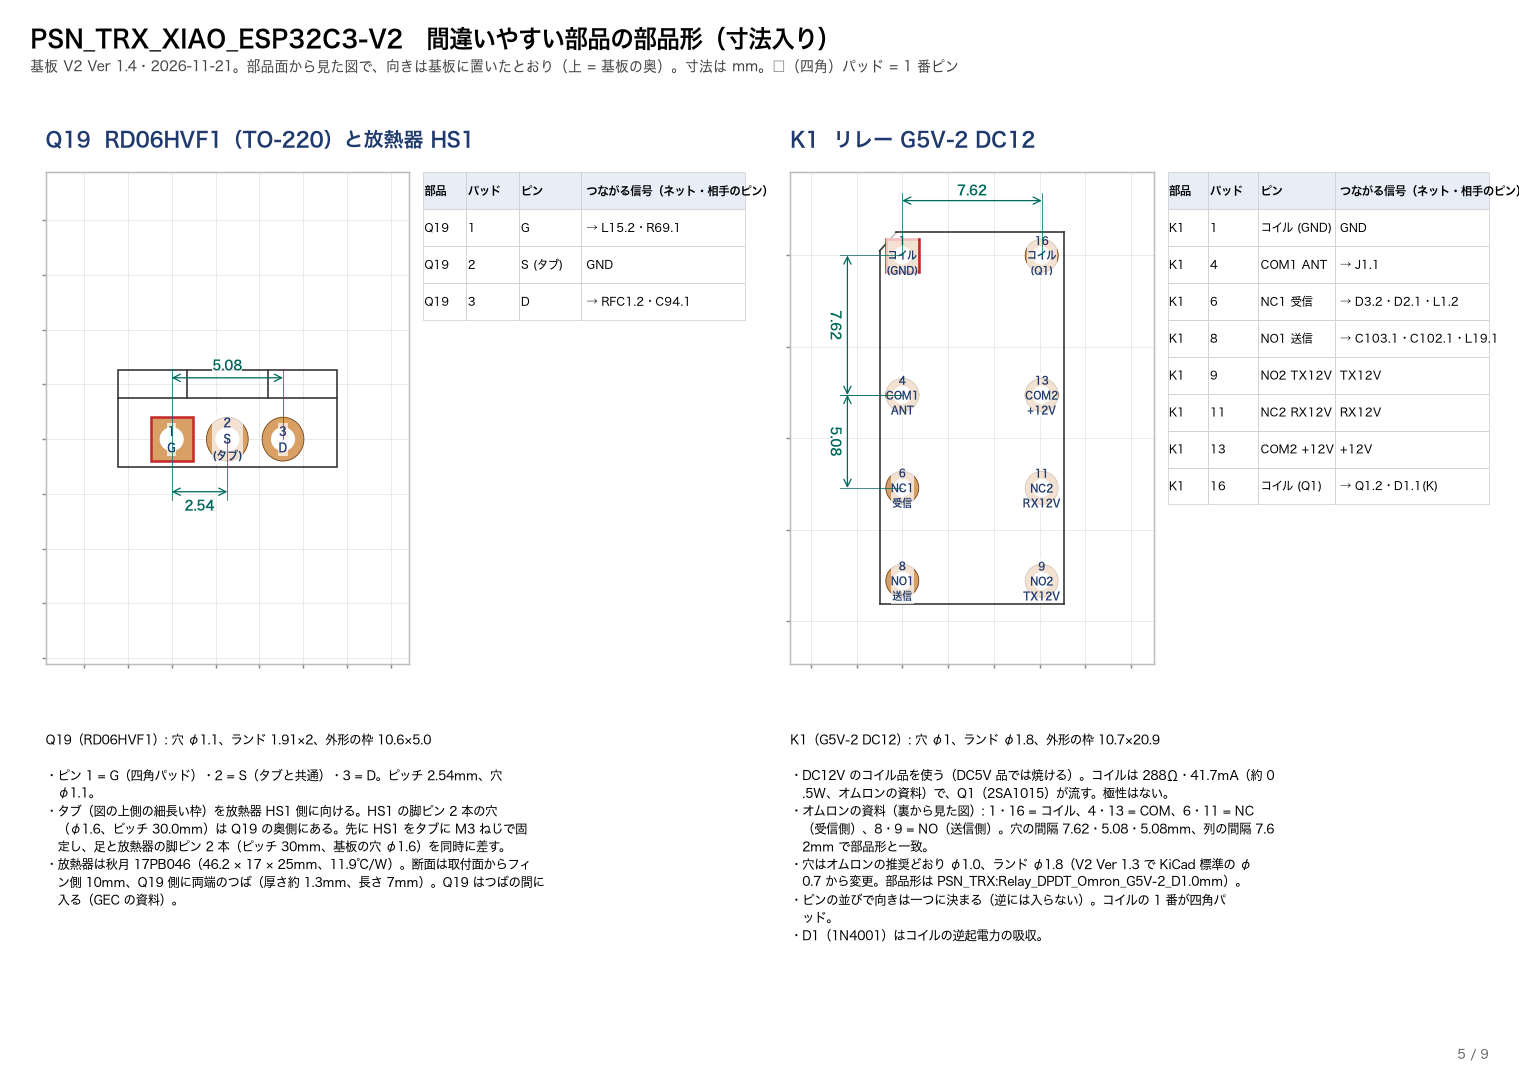 PSN_TRX_XIAO_ESP32C3-V2　間違いやすい部品の部品形（寸法入り）
基板 V2 Ver 1.4・2026-11-21。部品面から見た図で、向きは基板に置いたとおり（上 = 基板の奥）。寸法は mm。□（四角）パッド = 1 番ピン
Q19 RD06HVF1（TO-220）と放熱器 HS1
5.08
1
G
2
S
(タブ)
3
D
2.54
部品 パッド ピン つながる信号（ネット・相手のピン）
Q19 1 G → L15.2・R69.1
Q19 2 S (タブ) GND
Q19 3 D → RFC1.2・C94.1
Q19（RD06HVF1）: 穴 φ1.1、ランド 1.91×2、外形の枠 10.6×5.0
・ピン 1 = G（四角パッド）・2 = S（タブと共通）・3 = D。ピッチ 2.54mm、穴
φ1.1。
・タブ（図の上側の細長い枠）を放熱器 HS1 側に向ける。HS1 の脚ピン 2 本の穴
（φ1.6、ピッチ 30.0mm）は Q19 の奥側にある。先に HS1 をタブに M3 ねじで固
定し、足と放熱器の脚ピン 2 本（ピッチ 30mm、基板の穴 φ1.6）を同時に差す。
・放熱器は秋月 17PB046（46.2 × 17 × 25mm、11.9℃/W）。断面は取付面からフィ
ン側 10mm、Q19 側に両端のつば（厚さ約 1.3mm、長さ 7mm）。Q19 はつばの間に
入る（GEC の資料）。
K1 リレー G5V-2 DC12
7.62
7.62
5.08
1
コイル
(GND)
16
コイル
(Q1)
4
COM1
ANT
13
COM2
+12V
6
NC1
受信
11
NC2
RX12V
8
NO1
送信
9
NO2
TX12V
部品 パッド ピン つながる信号（ネット・相手のピン）
K1 1 コイル (GND) GND
K1 4 COM1 ANT → J1.1
K1 6 NC1 受信 → D3.2・D2.1・L1.2
K1 8 NO1 送信 → C103.1・C102.1・L19.1
K1 9 NO2 TX12V TX12V
K1 11 NC2 RX12V RX12V
K1 13 COM2 +12V +12V
K1 16 コイル (Q1) → Q1.2・D1.1(K)
K1（G5V-2 DC12）: 穴 φ1、ランド φ1.8、外形の枠 10.7×20.9
・DC12V のコイル品を使う（DC5V 品では焼ける）。コイルは 288Ω・41.7mA（約 0
.5W、オムロンの資料）で、Q1（2SA1015）が流す。極性はない。
・オムロンの資料（裏から見た図）: 1・16 = コイル、4・13 = COM、6・11 = NC
（受信側）、8・9 = NO（送信側）。穴の間隔 7.62・5.08・5.08mm、列の間隔 7.6
2mm で部品形と一致。
・穴はオムロンの推奨どおり φ1.0、ランド φ1.8（V2 Ver 1.3 で KiCad 標準の φ
0.7 から変更。部品形は PSN_TRX:Relay_DPDT_Omron_G5V-2_D1.0mm）。
・ピンの並びで向きは一つに決まる（逆には入らない）。コイルの 1 番が四角パ
ッド。
・D1（1N4001）はコイルの逆起電力の吸収。
5 / 9